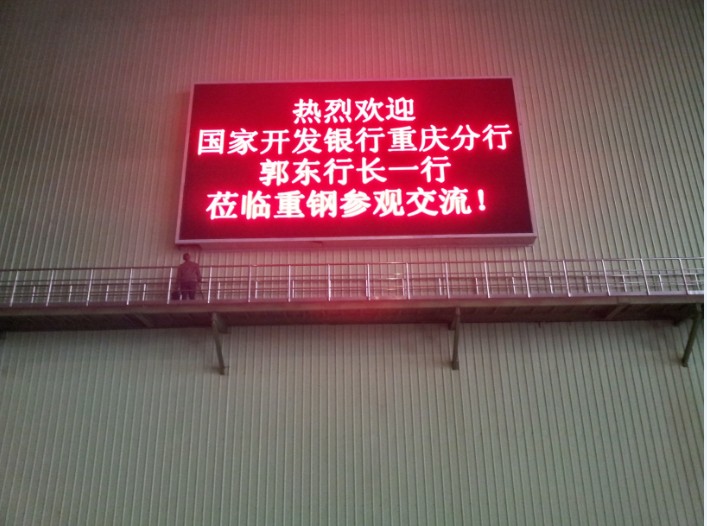 热烈欢迎
国家开发银行重庆分行
郭东行长一行
莅临重钢参观交流！